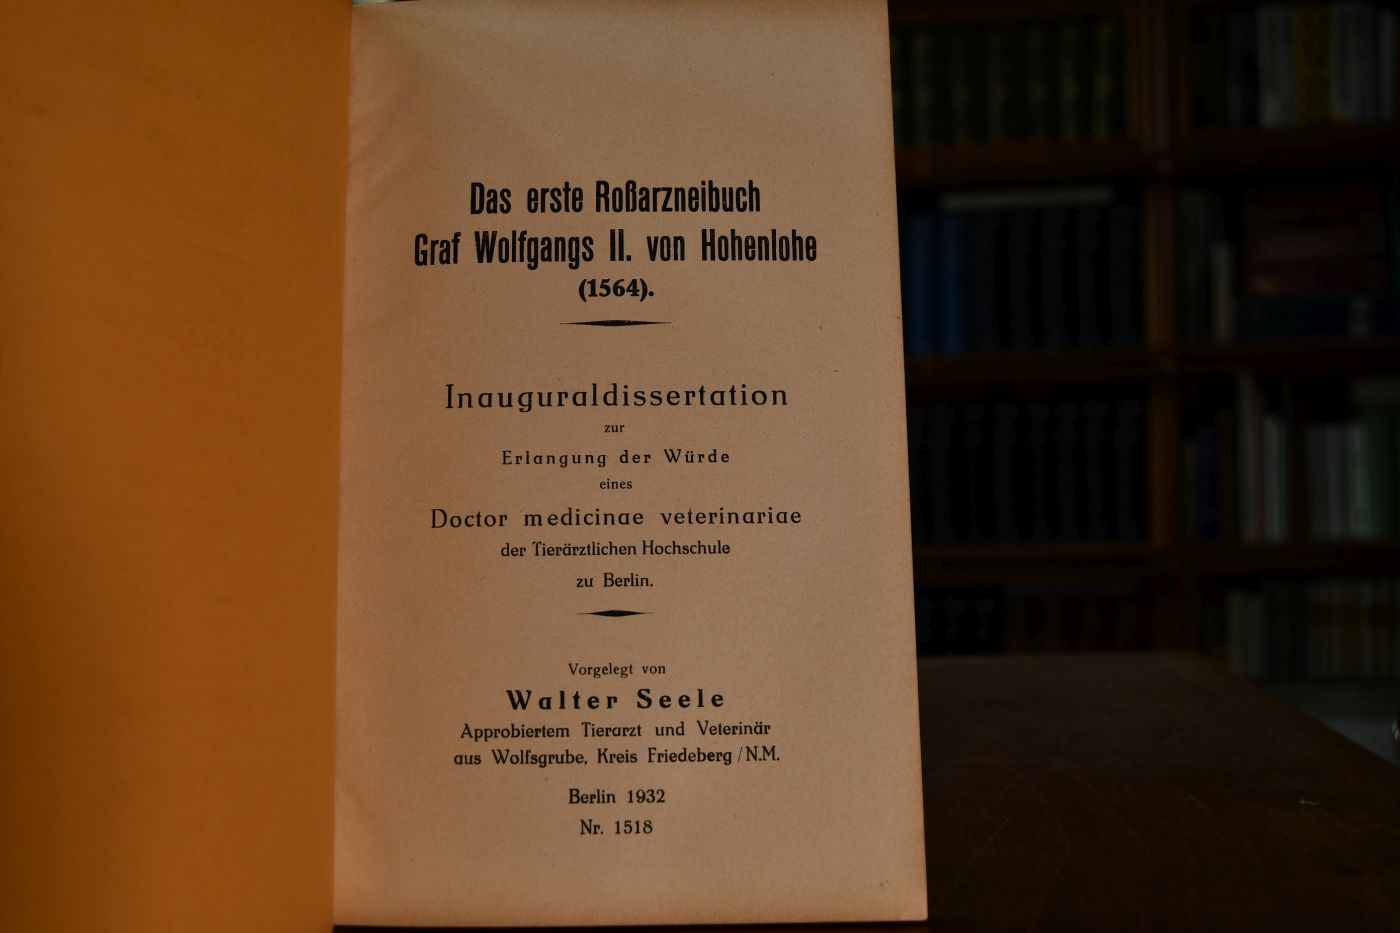 Das erste Roßarzneibuch
Graf Wolfgangs II. von Hohenlohe
(1564).
Inauguraldissertation
zur
Erlangung der Würde
eines
Doctor medicinae veterinariae
der Tierärztlichen Hochschule
zu Berlin.
Vorgelegt von
Walter Seele
Approbiertem Tierarzt und Veterinär
aus Wolfsgrube, Kreis Friedeberg / N.M.
Berlin 1932
Nr. 1518